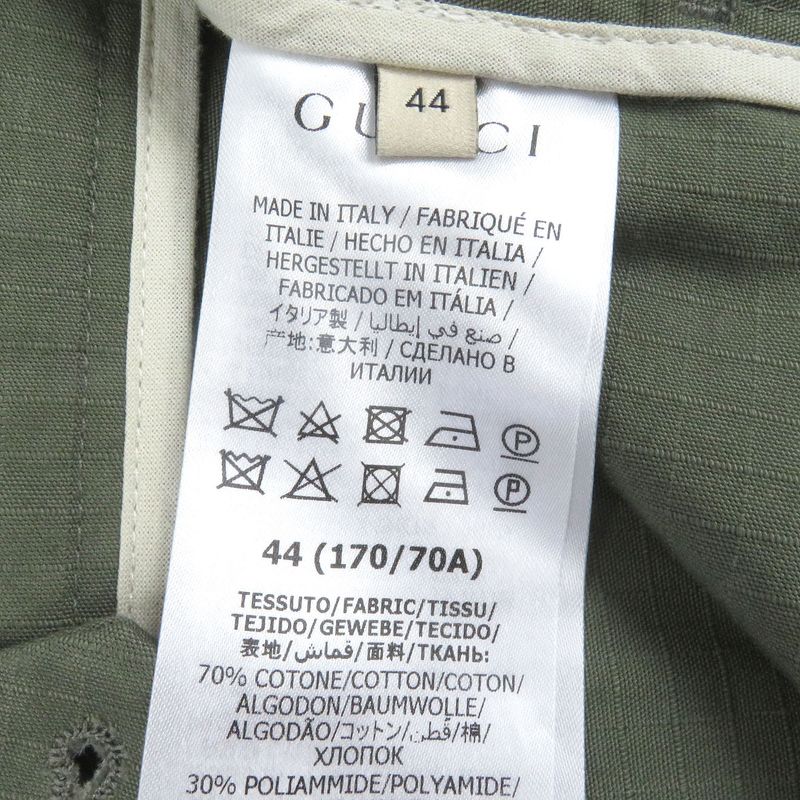 44
GUCCI
MADE IN ITALY / FABRIQUÉ EN
ITALIE / HECHO EN ITALIA /
HERGESTELLT IN ITALIEN /
FABRICADO EM ITÁLIA /
イタリア製 / صنع في إيطاليا /
产地:意大利 / СДЕЛАНО В
ИТАЛИИ
P
P
44 (170/70A)
TESSUTO/FABRIC/TISSU/
TEJIDO/GEWEBE/TECIDO/
表地/قماش/面料/ТКАНЬ:
70% COTONE/COTTON/COTON/
ALGODON/BAUMWOLLE/
ALGODÃO/コットン/قطن/棉/
ХЛОПОК
30% POLIAMMIDE/POLYAMIDE/